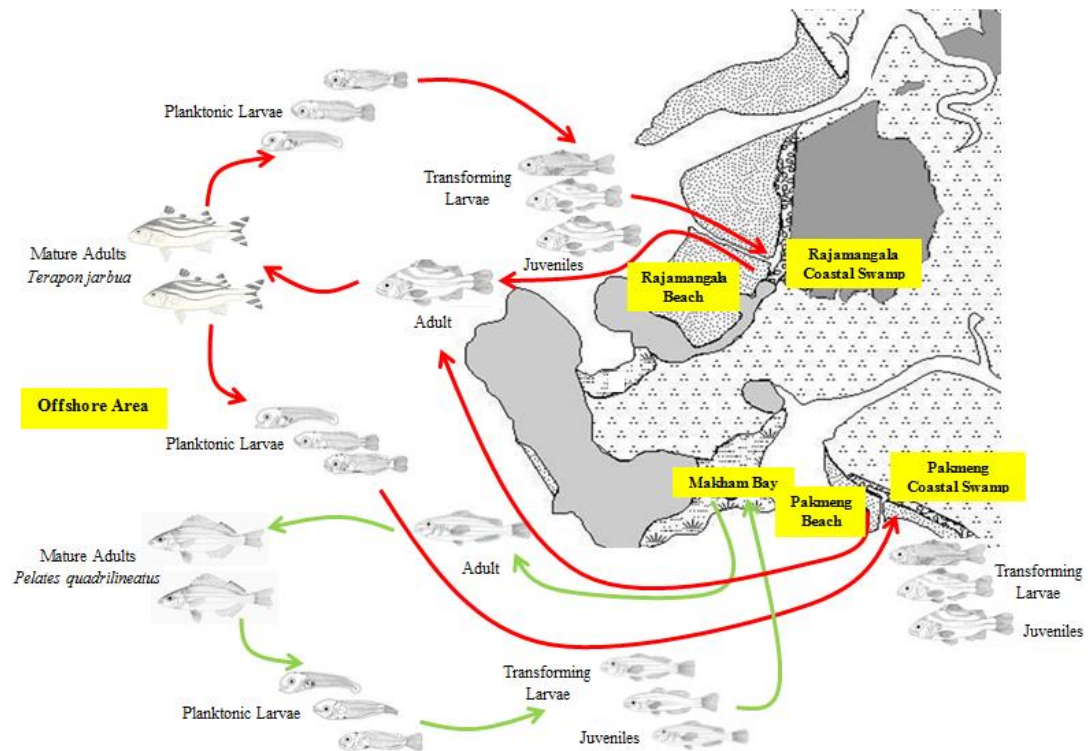 Planktonic Larvae
Transforming
Larvae
Juveniles
Mature Adults
Terapon jarbua
Adult
Rajamangala
Beach
Rajamangala
Coastal Swamp
Offshore Area
Planktonic Larvae
Makham Bay
Pakmeng
Beach
Pakmeng
Coastal Swamp
Mature Adults
Pelates quadrilineatus
Adult
Transforming
Larvae
Juveniles
Planktonic Larvae
Transforming
Larvae
Juveniles